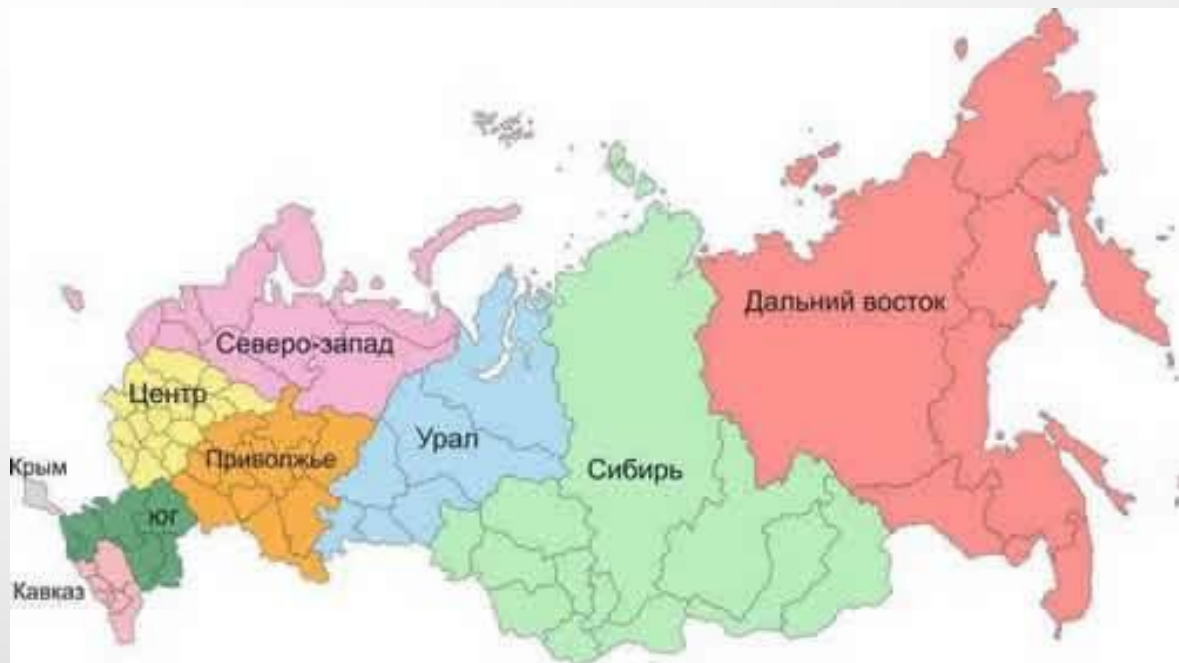 Дальний восток
Северо-запад
Центр
Урал
Приволжье
Крым
Сибирь
юг
Кавказ